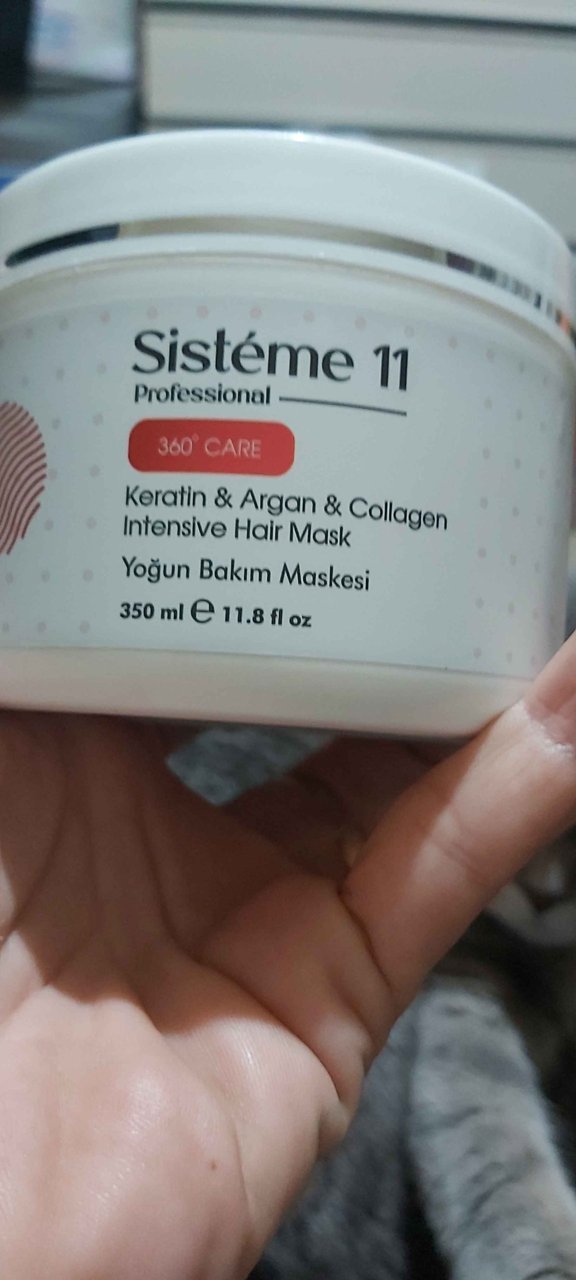 Sistéme 11
Professional
360° CARE
Keratin & Argan & Collagen
Intensive Hair Mask
Yoğun Bakım Maskesi
350 ml ℮ 11.8 fl oz